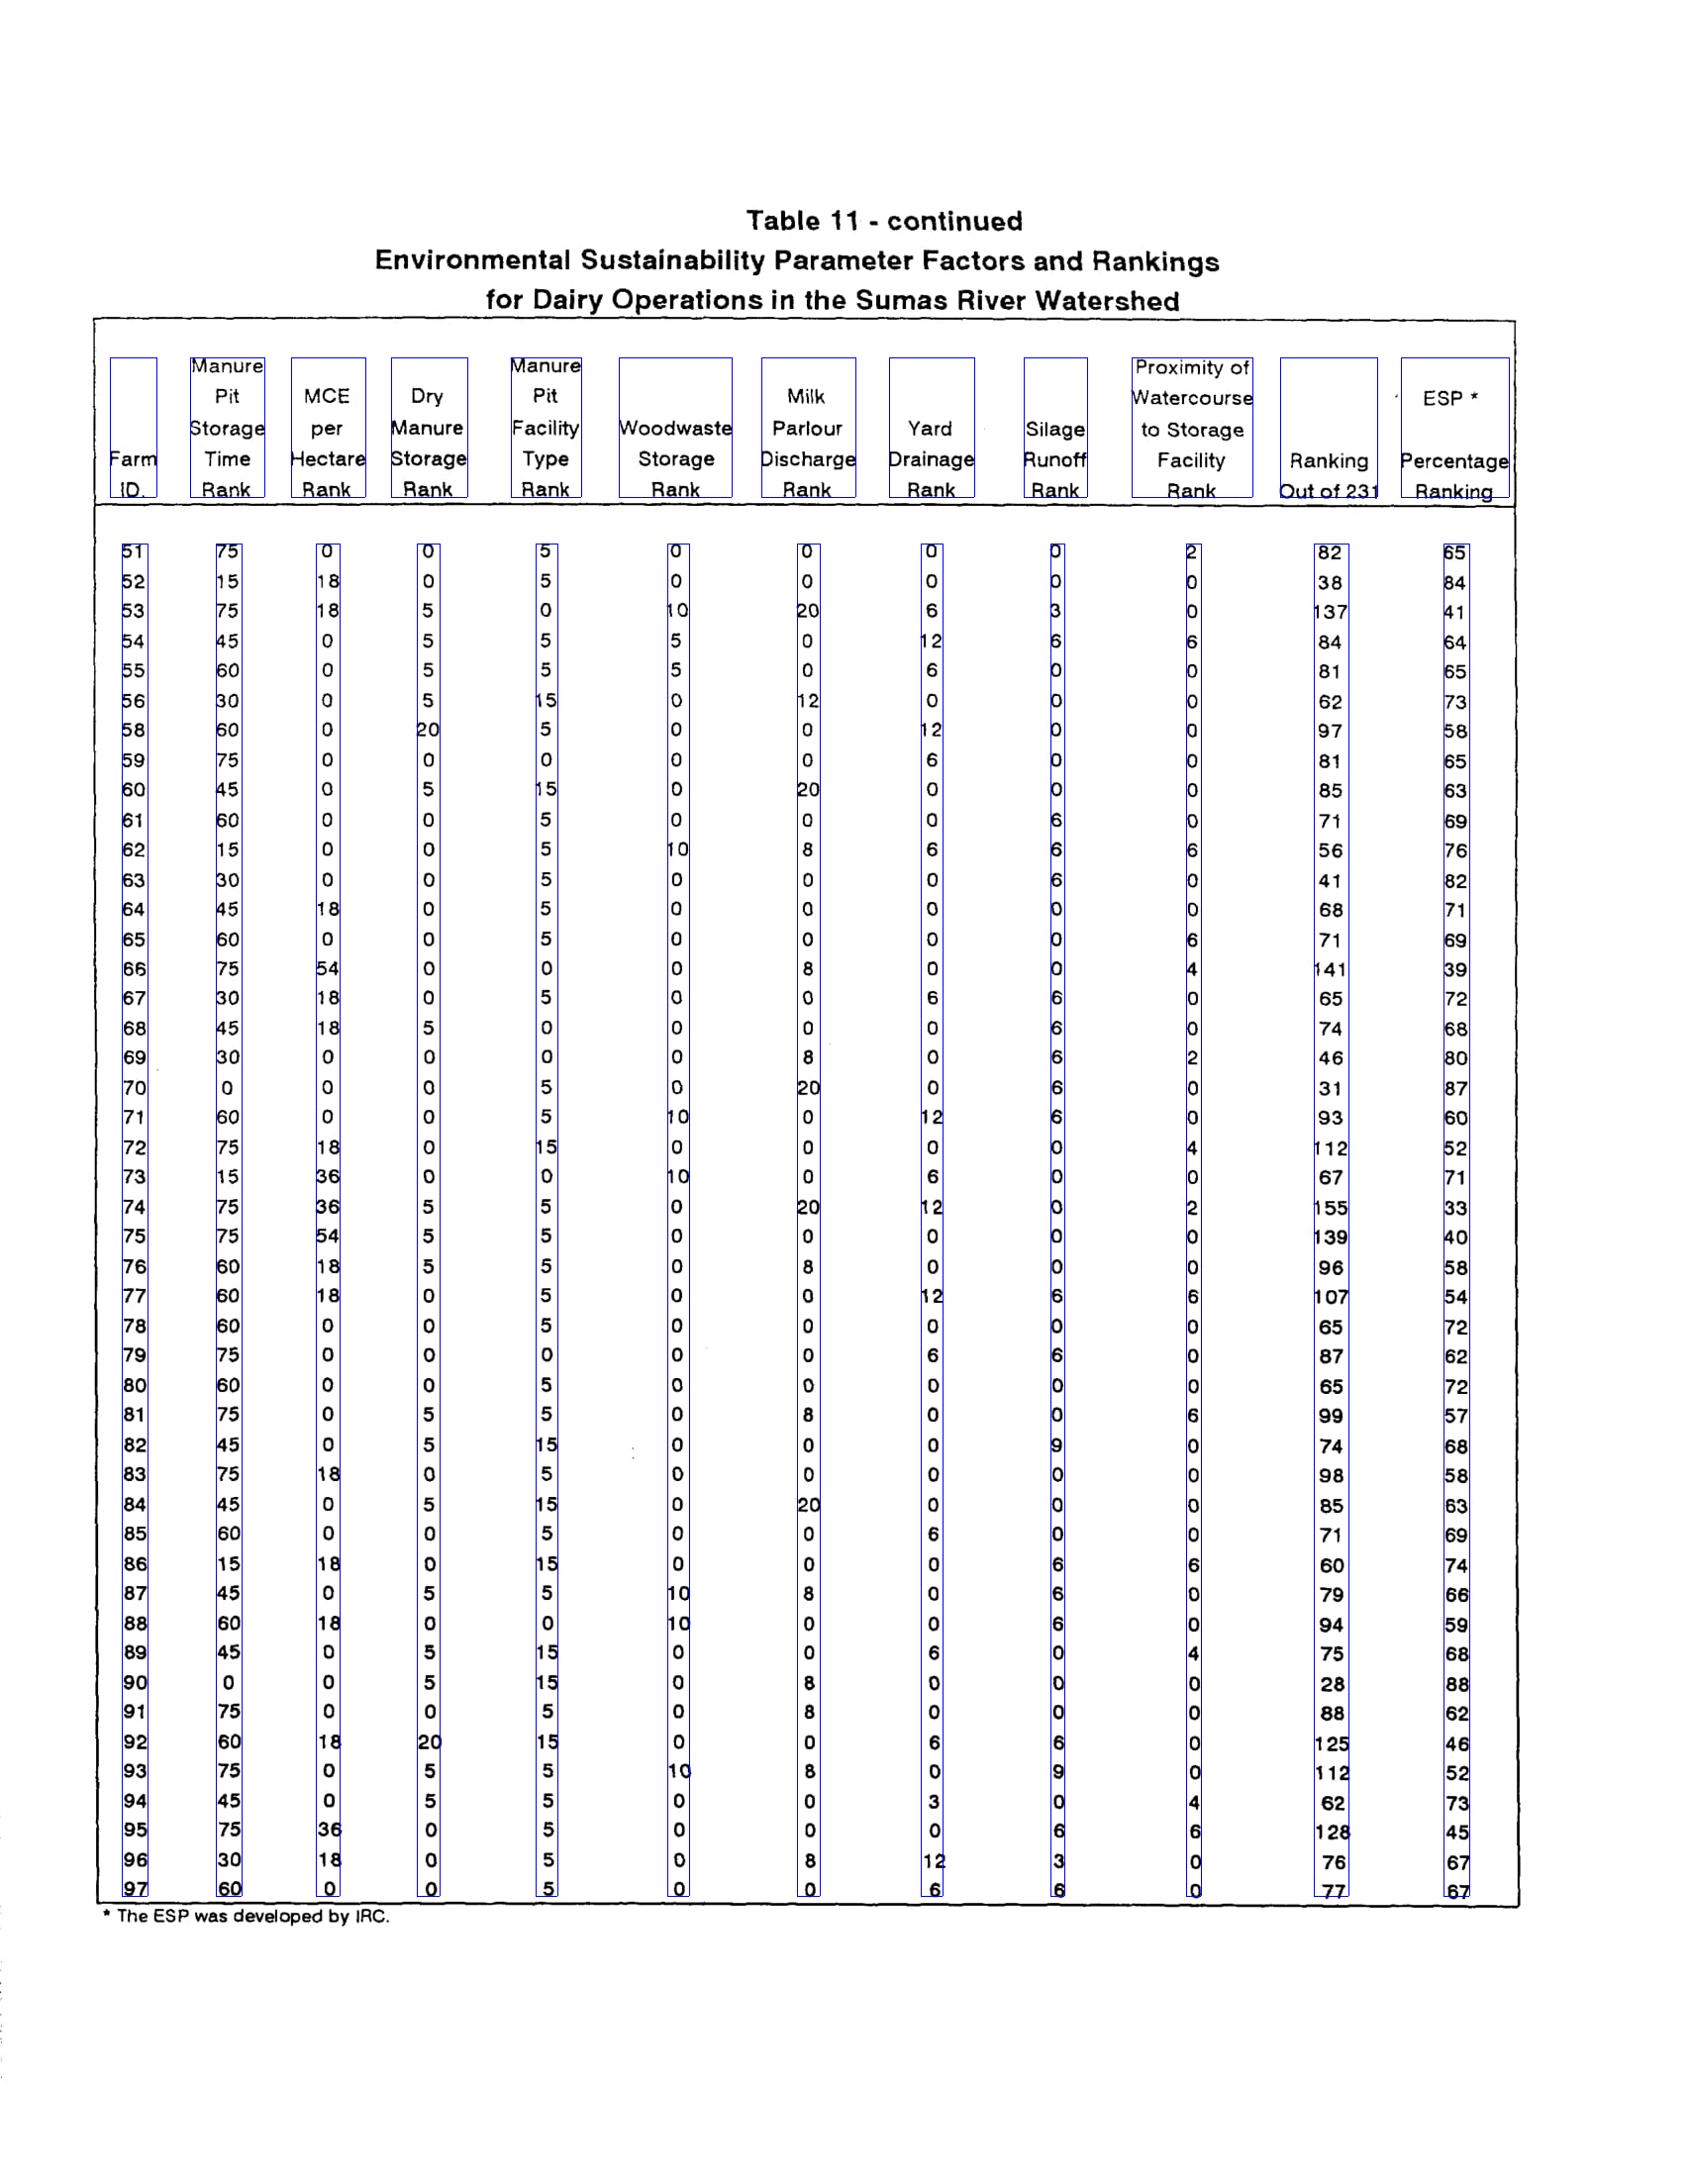 Table 11 - continued
Environmental Sustainability Parameter Factors and Rankings
for Dairy Operations in the Sumas River Watershed
Manure Manure Proximity of
Pit MCE Dry Pit Milk Watercourse ESP *
Storage per Manure Facility Woodwaste Parlour Yard Silage to Storage
Farm Time Hectare Storage Type Storage Discharge Drainage Runoff Facility Ranking Percentage
ID. Rank Rank Rank Rank Rank Rank Rank Rank Rank Out of 231 Ranking
51 75 0 0 5 0 0 0 0 2 82 65
52 15 18 0 5 0 0 0 0 0 38 84
53 75 18 5 0 10 20 6 3 0 137 41
54 45 0 5 5 5 0 12 6 6 84 64
55 60 0 5 5 5 0 6 0 0 81 65
56 30 0 5 15 0 12 0 0 0 62 73
58 60 0 20 5 0 0 12 0 0 97 58
59 75 0 0 0 0 0 6 0 0 81 65
60 45 0 5 15 0 20 0 0 0 85 63
61 60 0 0 5 0 0 0 6 0 71 69
62 15 0 0 5 10 8 6 6 6 56 76
63 30 0 0 5 0 0 0 6 0 41 82
64 45 18 0 5 0 0 0 0 0 68 71
65 60 0 0 5 0 0 0 0 6 71 69
66 75 54 0 0 0 8 0 0 4 141 39
67 30 18 0 5 0 0 6 6 0 65 72
68 45 18 5 0 0 0 0 6 0 74 68
69 30 0 0 0 0 8 0 6 2 46 80
70 0 0 0 5 0 20 0 6 0 31 87
71 60 0 0 5 10 0 12 6 0 93 60
72 75 18 0 15 0 0 0 0 4 112 52
73 15 36 0 0 10 0 6 0 0 67 71
74 75 36 5 5 0 20 12 0 2 155 33
75 75 54 5 5 0 0 0 0 0 139 40
76 60 18 5 5 0 8 0 0 0 96 58
77 60 18 0 5 0 0 12 6 6 107 54
78 60 0 0 5 0 0 0 0 0 65 72
79 75 0 0 0 0 0 6 6 0 87 62
80 60 0 0 5 0 0 0 0 0 65 72
81 75 0 5 5 0 8 0 0 6 99 57
82 45 0 5 15 0 0 0 9 0 74 68
83 75 18 0 5 0 0 0 0 0 98 58
84 45 0 5 15 0 20 0 0 0 85 63
85 60 0 0 5 0 0 6 0 0 71 69
86 15 18 0 15 0 0 0 6 6 60 74
87 45 0 5 5 10 8 0 6 0 79 66
88 60 18 0 0 10 0 0 6 0 94 59
89 45 0 5 15 0 0 6 0 4 75 68
90 0 0 5 15 0 8 0 0 0 28 88
91 75 0 0 5 0 8 0 0 0 88 62
92 60 18 20 15 0 0 6 6 0 125 46
93 75 0 5 5 10 8 0 9 0 112 52
94 45 0 5 5 0 0 3 0 4 62 73
95 75 36 0 5 0 0 0 6 6 128 45
96 30 18 0 5 0 8 12 3 0 76 67
97 60 0 0 5 0 0 6 6 0 77 67
* The ESP was developed by IRC.